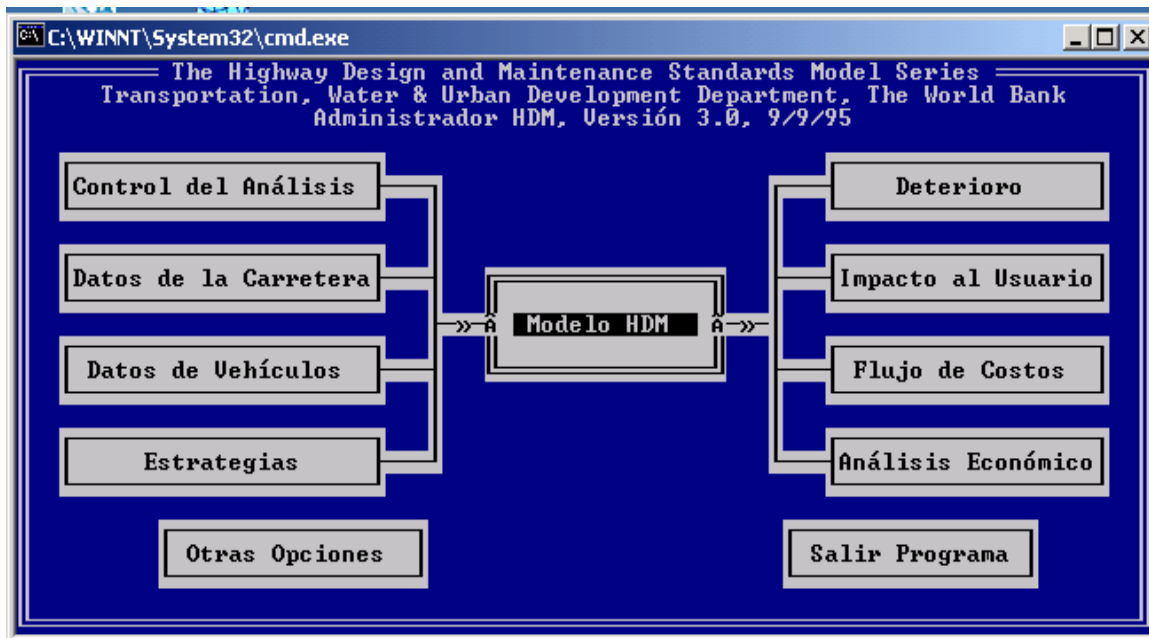 C:\WINNT\System32\cmd.exe
The Highway Design and Maintenance Standards Model Series
Transportation, Water & Urban Development Department, The World Bank
Administrador HDM, Versión 3.0, 9/9/95
Control del Análisis
Deterioro
Datos de la Carretera
Impacto al Usuario
» Â Modelo HDM Â »
Datos de Vehículos
Flujo de Costos
Estrategias
Análisis Económico
Otras Opciones
Salir Programa